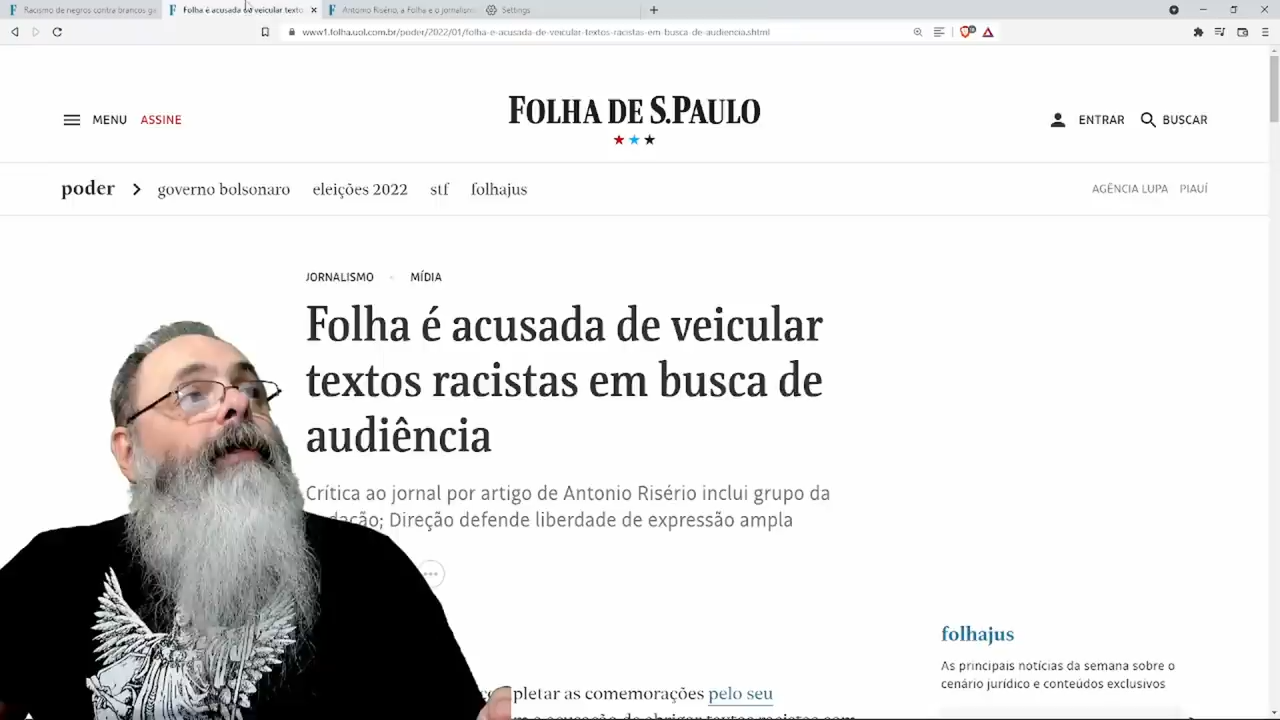 Racismo de negros contra brancos ga
Folha é acusada de veicular texto
Antonio Risério, a Folha e o jornalism
Settings
www1.folha.uol.com.br/poder/2022/01/folha-e-acusada-de-veicular-textos-racistas-em-busca-de-audiencia.shtml
MENU
ASSINE
FOLHA DE S.PAULO
ENTRAR
BUSCAR
poder
governo bolsonaro
eleições 2022
stf
folhajus
AGÊNCIA LUPA
PIAUÍ
JORNALISMO
MÍDIA
Folha é acusada de veicular
textos racistas em busca de
audiência
Crítica ao jornal por artigo de Antonio Risério inclui grupo da
Direção defende liberdade de expressão ampla
folhajus
As principais notícias da semana sobre o
cenário jurídico e conteúdos exclusivos
pletar as comemorações pelo seu